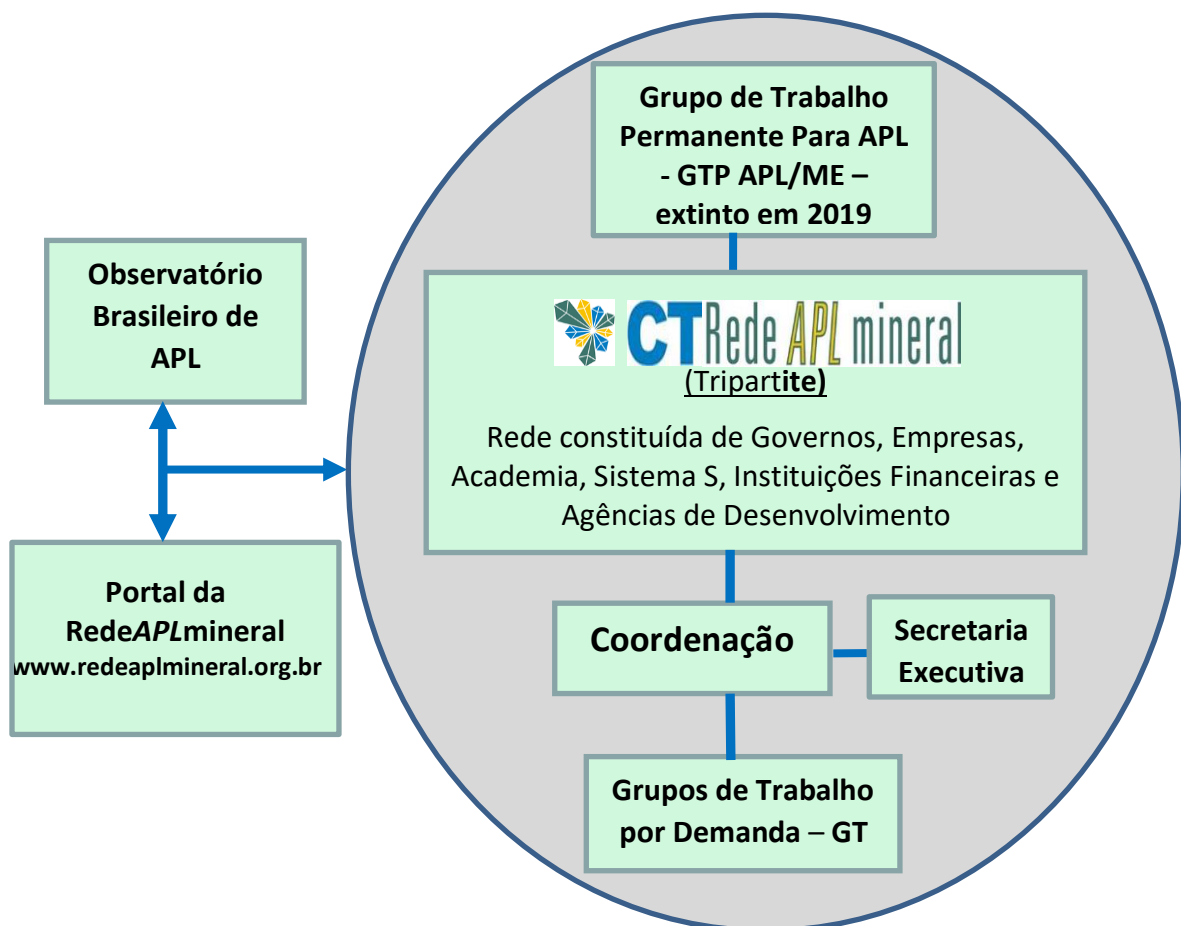 Grupo de Trabalho
Permanente Para APL
- GTP APL/ME –
extinto em 2019
Observatório
Brasileiro de
APL
CT Rede APL mineral
(Tripartite)
Rede constituída de Governos, Empresas,
Academia, Sistema S, Instituições Financeiras e
Agências de Desenvolvimento
Portal da
RedeAPLmineral
www.redeaplmineral.org.br
Coordenação
Secretaria
Executiva
Grupos de Trabalho
por Demanda – GT